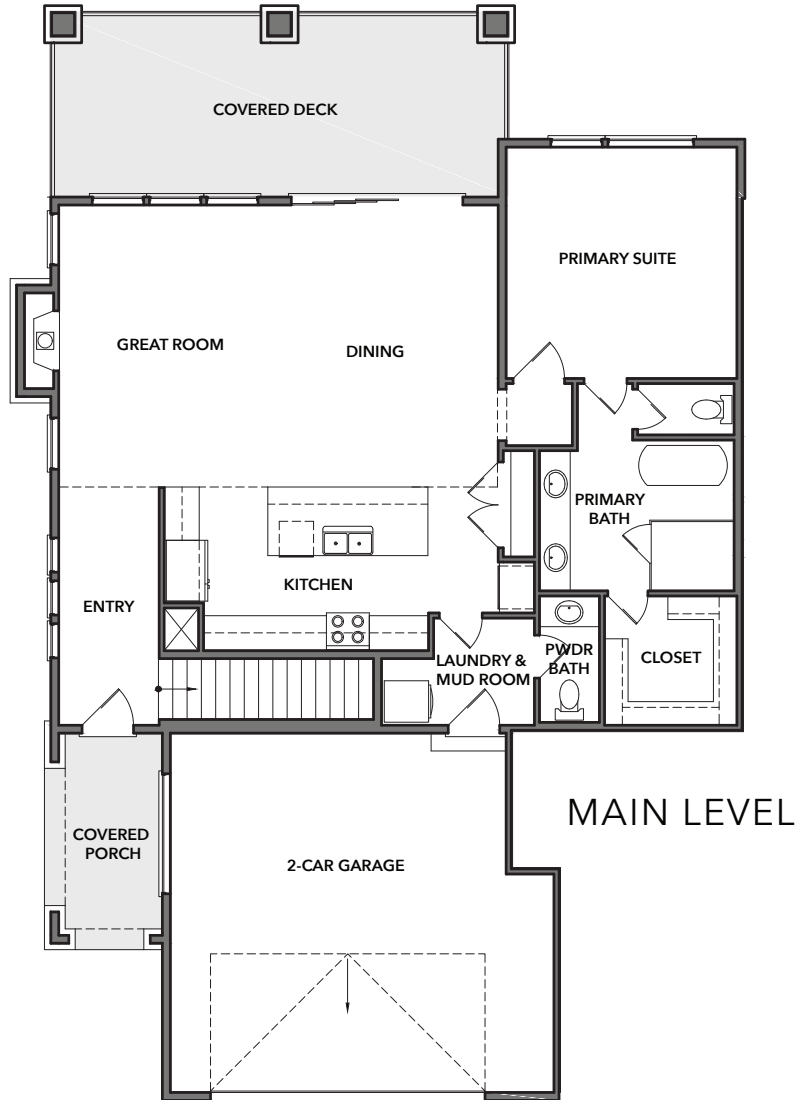 COVERED DECK
PRIMARY SUITE
GREAT ROOM
DINING
PRIMARY
BATH
KITCHEN
ENTRY
LAUNDRY &
MUD ROOM
PWDR
BATH
CLOSET
MAIN LEVEL
COVERED
PORCH
2-CAR GARAGE